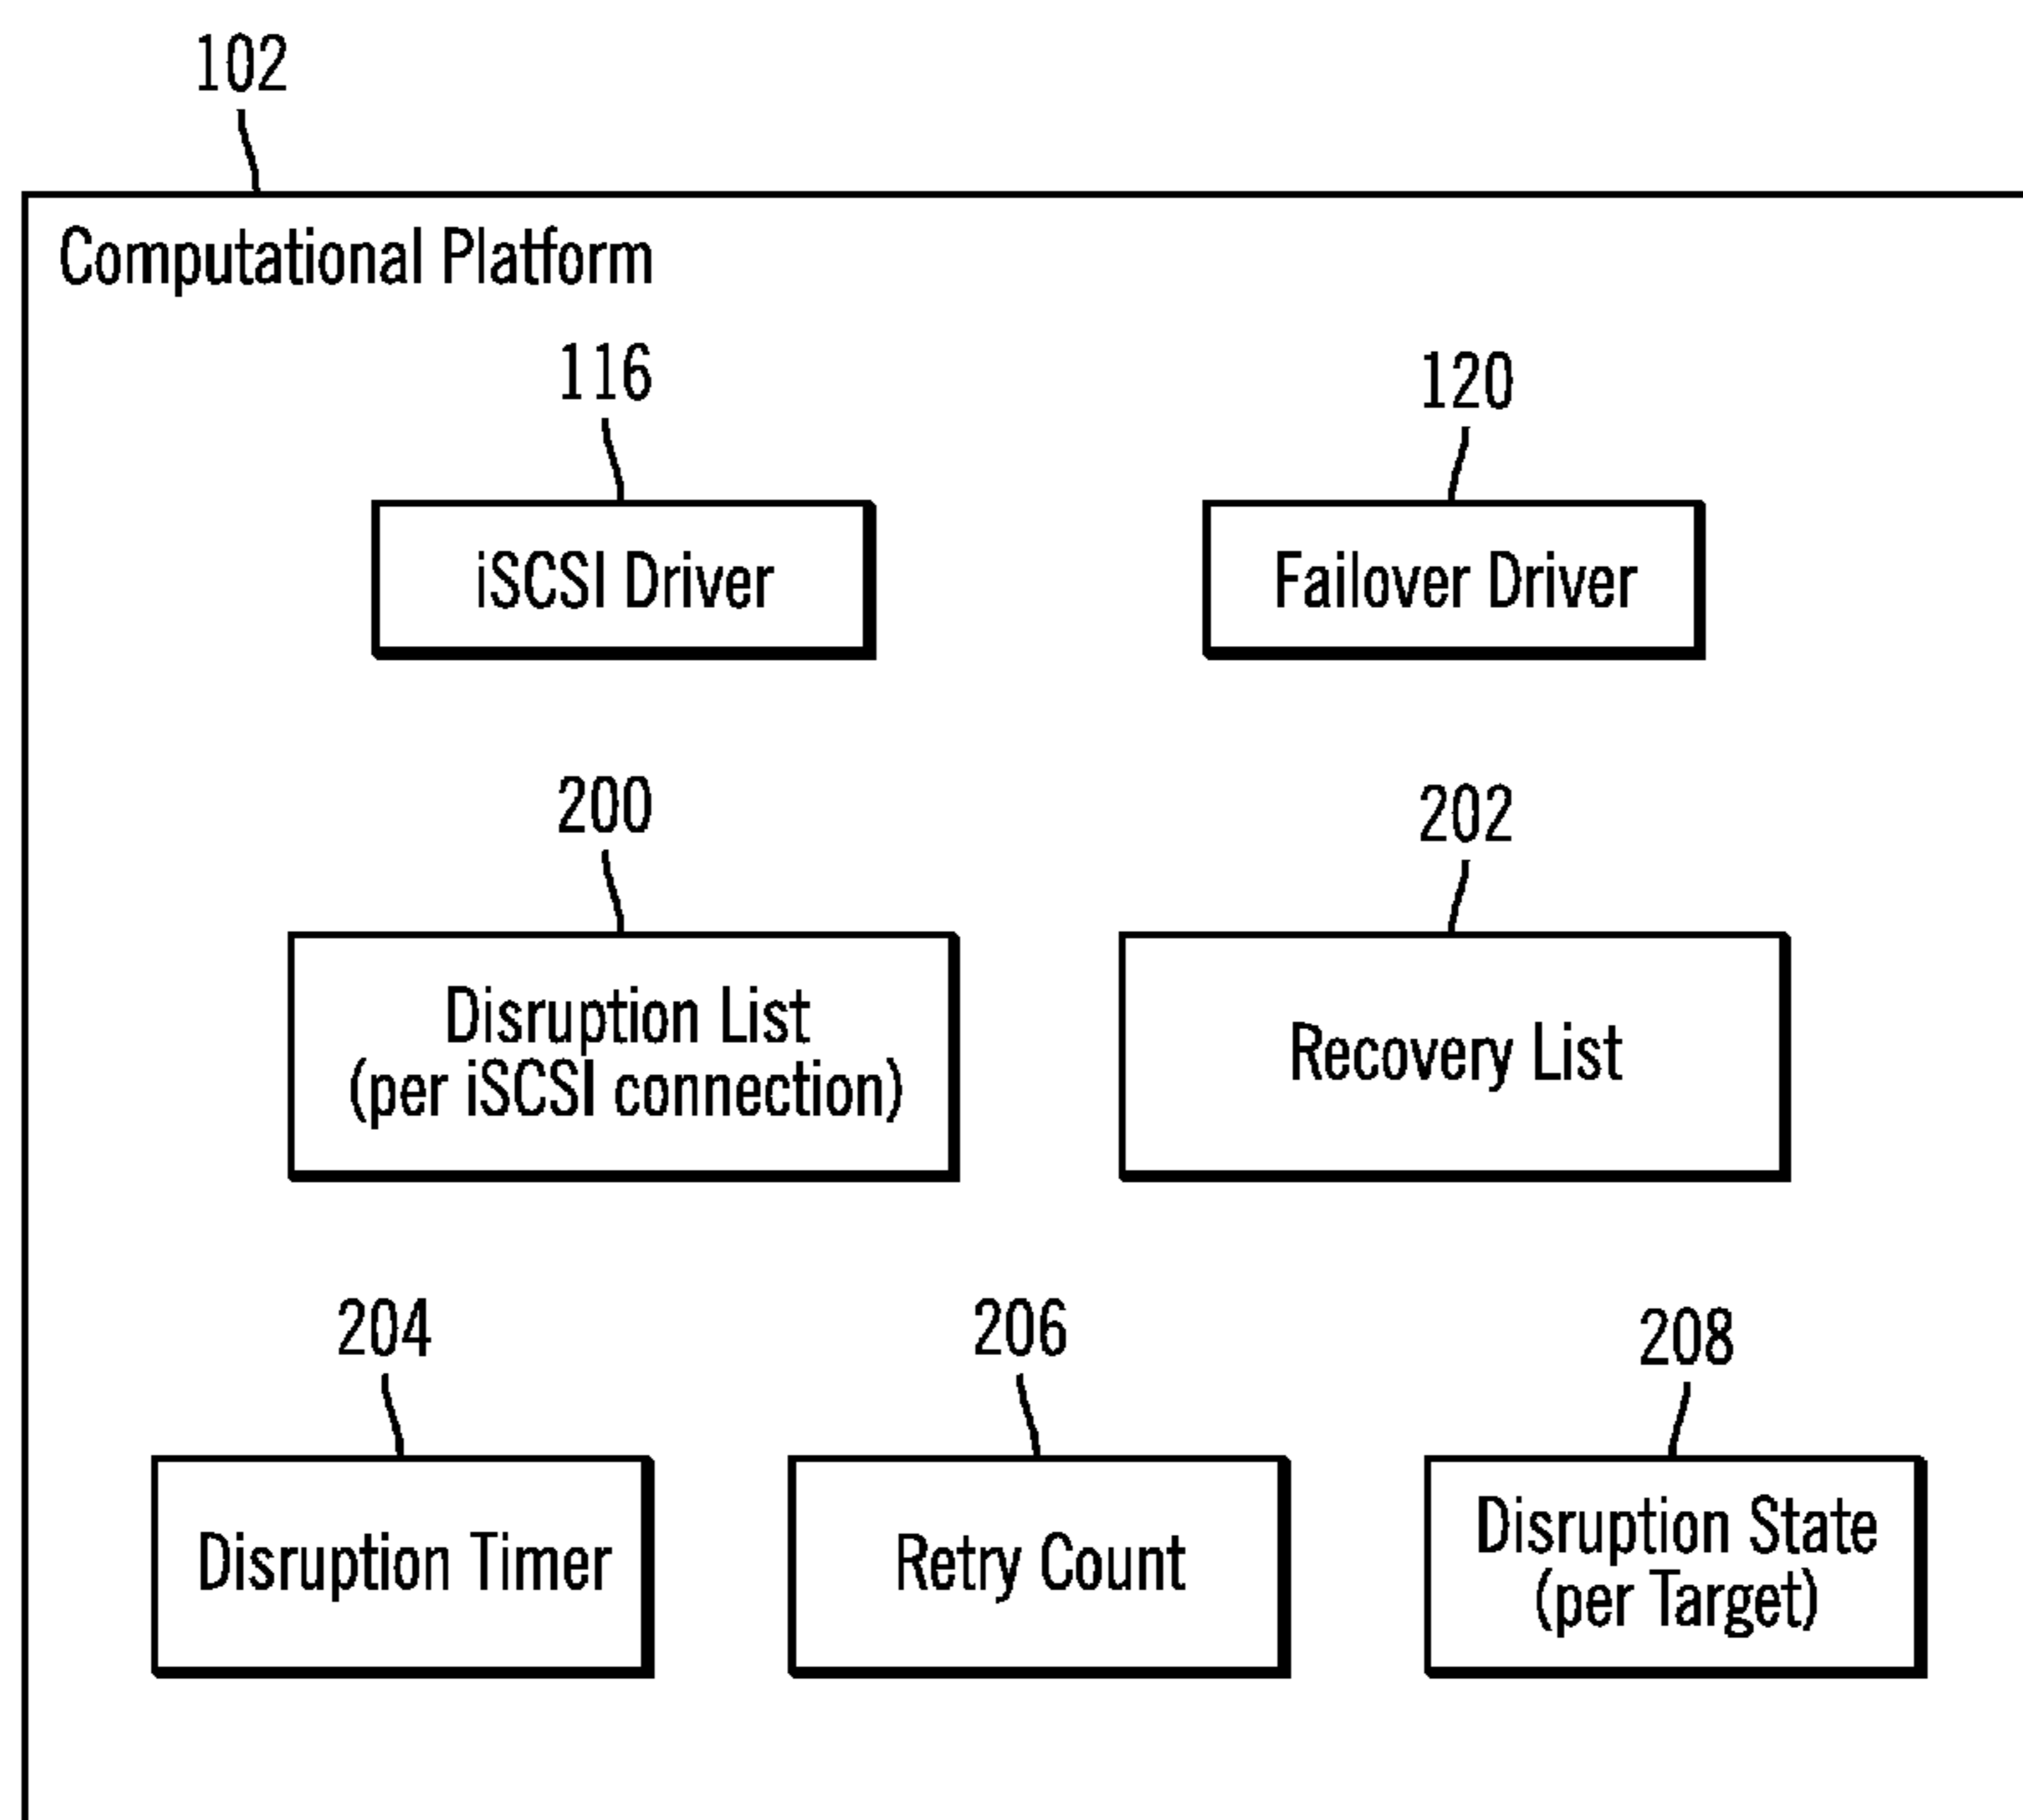 102
Computational Platform
116
120
iSCSI Driver
Failover Driver
200
202
Disruption List
(per iSCSI connection)
Recovery List
204
206
208
Disruption Timer
Retry Count
Disruption State
(per Target)